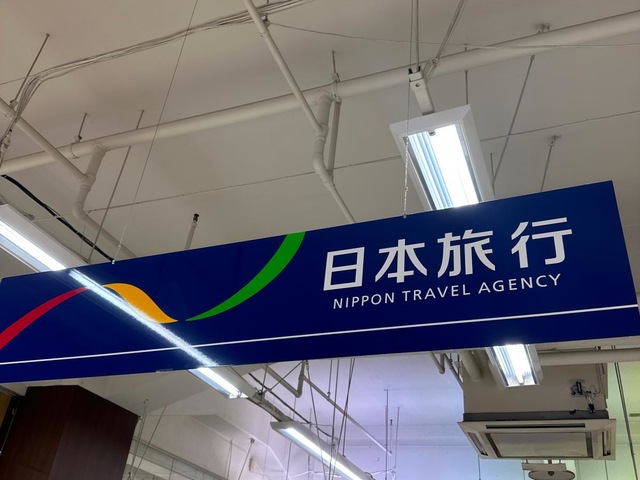 日本旅行
NIPPON TRAVEL AGENCY